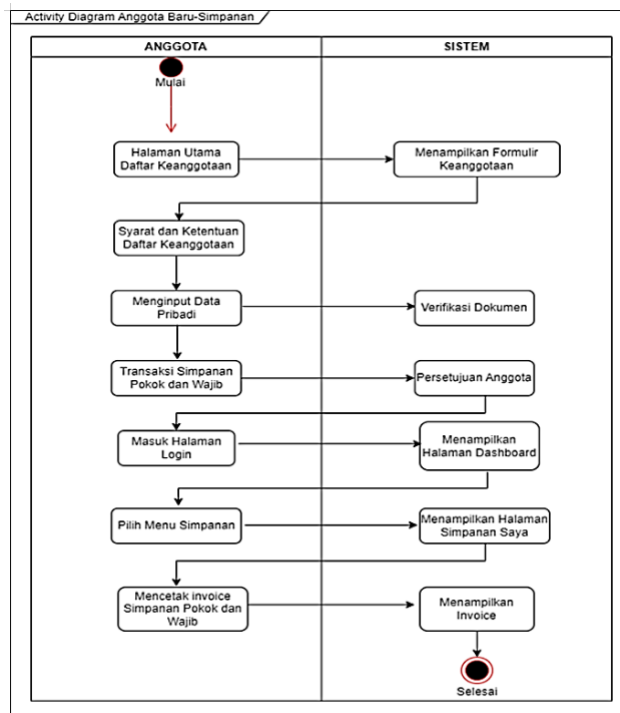 Activity Diagram Anggota Baru-Simpanan
ANGGOTA
SISTEM
Mulai
Halaman Utama
Daftar Keanggotaan
Menampilkan Formulir
Keanggotaan
Syarat dan Ketentuan
Daftar Keanggotaan
Menginput Data
Pribadi
Verifikasi Dokumen
Transaksi Simpanan
Pokok dan Wajib
Persetujuan Anggota
Masuk Halaman
Login
Menampilkan
Halaman Dashboard
Pilih Menu Simpanan
Menampilkan Halaman
Simpanan Saya
Mencetak invoice
Simpanan Pokok dan
Wajib
Menampilkan
Invoice
Selesai